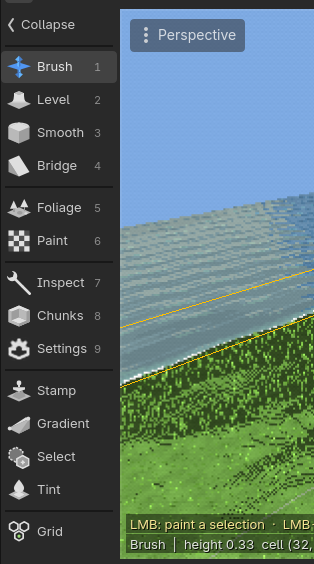 Collapse
Perspective
Brush 1
Level 2
Smooth 3
Bridge 4
Foliage 5
Paint 6
Inspect 7
Chunks 8
Settings 9
Stamp
Gradient
Select
Tint
Grid
LMB: paint a selection · LMB
Brush | height 0.33 cell (32,